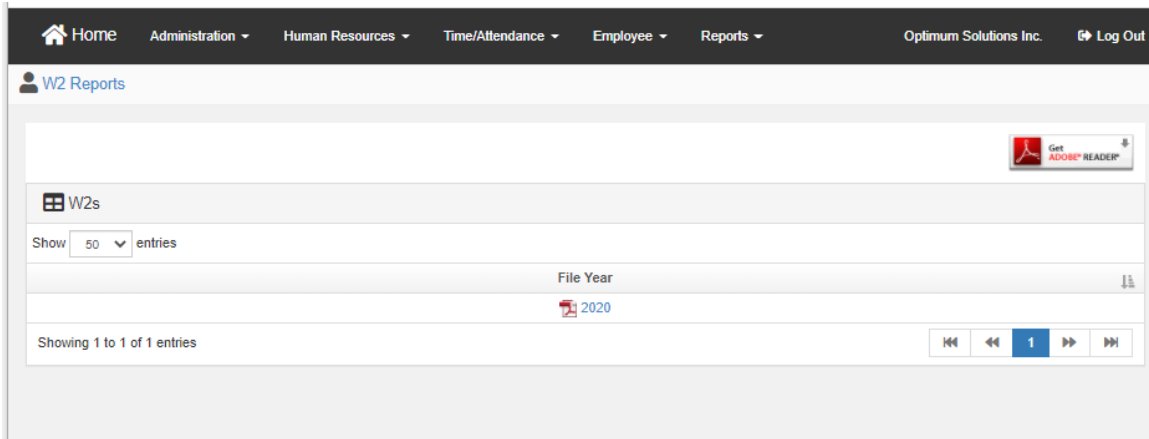 Home Administration Human Resources Time/Attendance Employee Reports Optimum Solutions Inc. Log Out
W2 Reports
Get
ADOBE® READER®
W2s
Show 50 entries
File Year
2020
Showing 1 to 1 of 1 entries 1